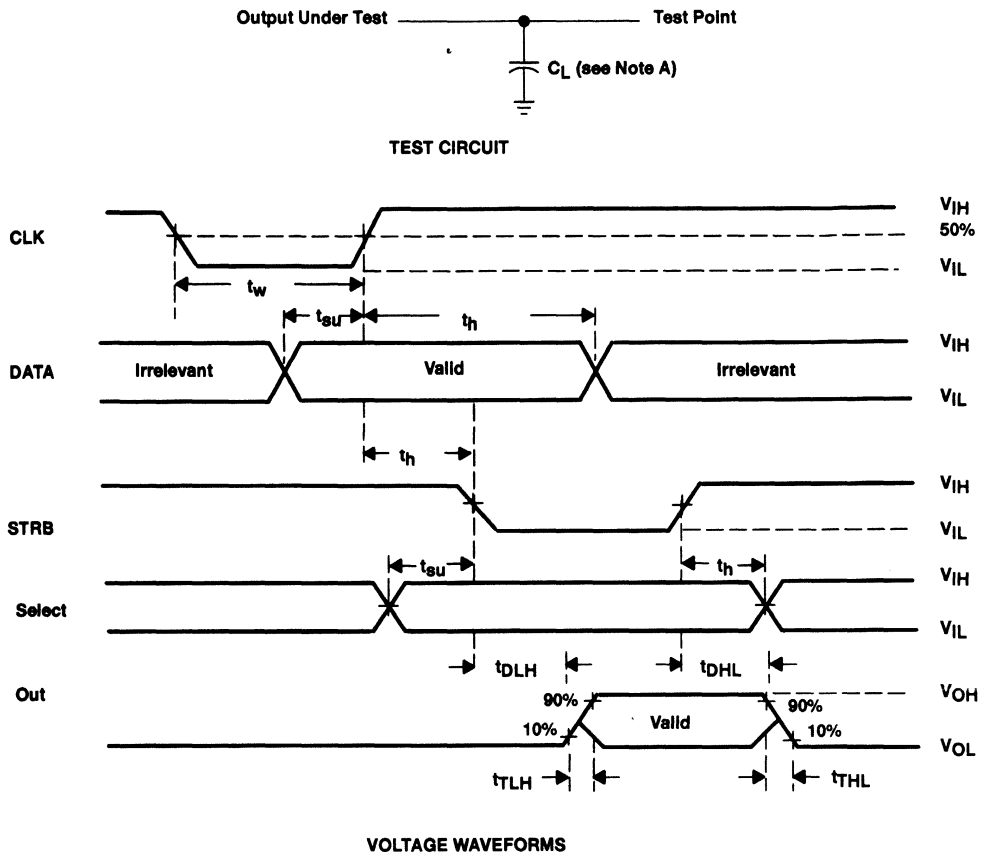 Output Under Test
Test Point
CL (see Note A)
TEST CIRCUIT
CLK
VIH
50%
VIL
tw
tsu
th
DATA
Irrelevant
Valid
Irrelevant
VIH
VIL
th
STRB
VIH
VIL
tsu
th
Select
VIH
VIL
tDLH
tDHL
Out
90%
VOH
90%
Valid
10%
10%
VOL
tTLH
tTHL
VOLTAGE WAVEFORMS